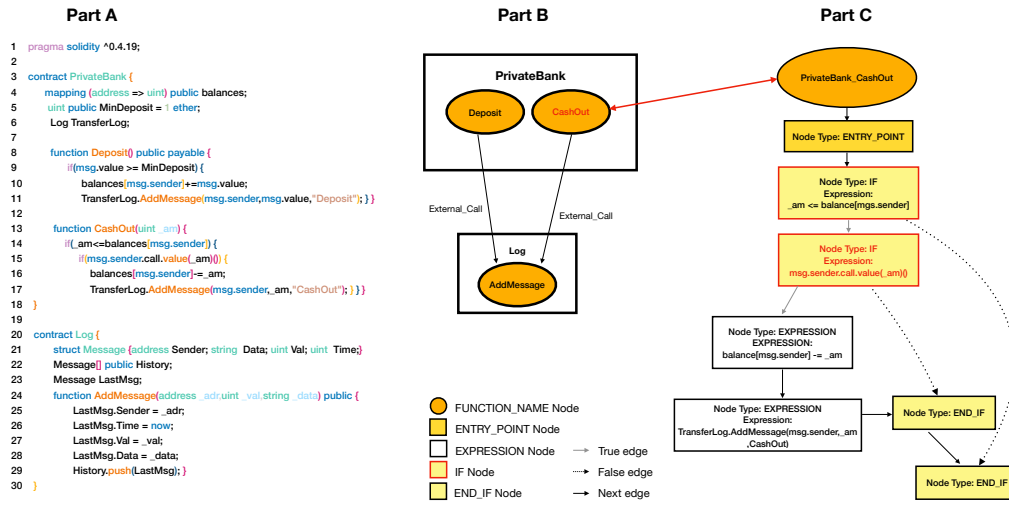 Part A
1 pragma solidity ^0.4.19;
2
3 contract PrivateBank {
4 mapping (address => uint) public balances;
5 uint public MinDeposit = 1 ether;
6 Log TransferLog;
7
8 function Deposit() public payable {
9 if(msg.value >= MinDeposit) {
10 balances[msg.sender]+=msg.value;
11 TransferLog.AddMessage(msg.sender,msg.value,"Deposit"); } }
12
13 function CashOut(uint _am) {
14 if(_am<=balances[msg.sender]) {
15 if(msg.sender.call.value(_am)()) {
16 balances[msg.sender]-=_am;
17 TransferLog.AddMessage(msg.sender,_am,"CashOut"); } } }
18 }
19
20 contract Log {
21 struct Message {address Sender; string Data; uint Val; uint Time;}
22 Message[] public History;
23 Message LastMsg;
24 function AddMessage(address _adr,uint _val,string _data) public {
25 LastMsg.Sender = _adr;
26 LastMsg.Time = now;
27 LastMsg.Val = _val;
28 LastMsg.Data = _data;
29 History.push(LastMsg); }
30 }
Part B
PrivateBank
Deposit
CashOut
External_Call
External_Call
Log
AddMessage
FUNCTION_NAME Node
ENTRY_POINT Node
EXPRESSION Node
IF Node
END_IF Node
True edge
False edge
Next edge
Part C
PrivateBank_CashOut
Node Type: ENTRY_POINT
Node Type: IF
Expression:
_am <= balance[mgs.sender]
Node Type: IF
Expression:
msg.sender.call.value(_am)()
Node Type: EXPRESSION
EXPRESSION:
balance[msg.sender] -= _am
Node Type: EXPRESSION
Expression:
TransferLog.AddMessage(msg.sender,_am
,CashOut)
Node Type: END_IF
Node Type: END_IF